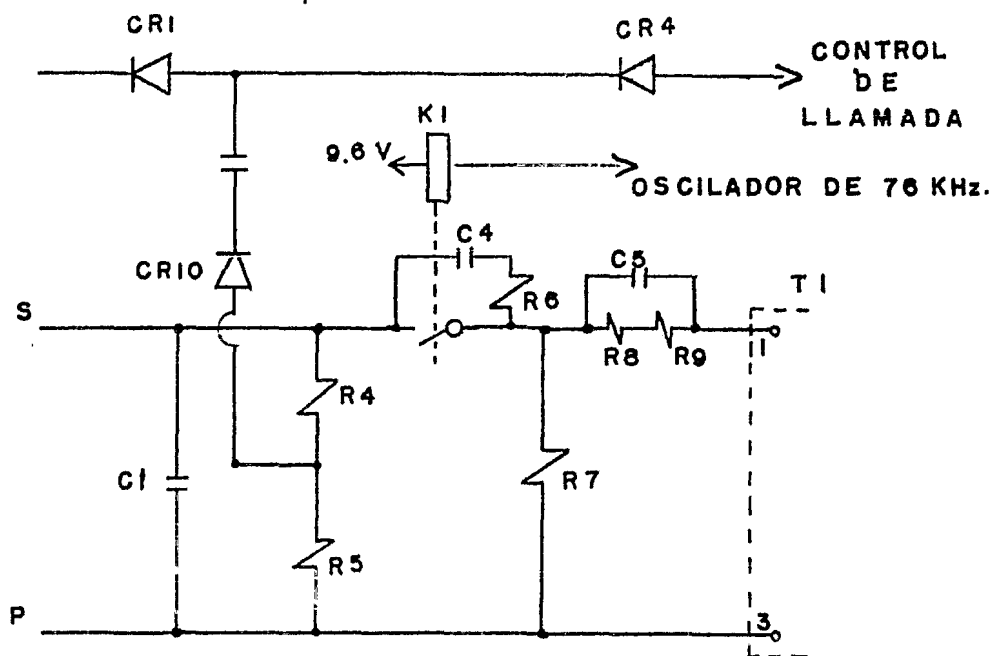 CR1
CR4
CONTROL
DE
LLAMADA
K1
9.6 V
OSCILADOR DE 76 KHz.
C4
CR10
C5
T1
S
R6
R8
R9
1
R4
C1
R7
R5
P
3